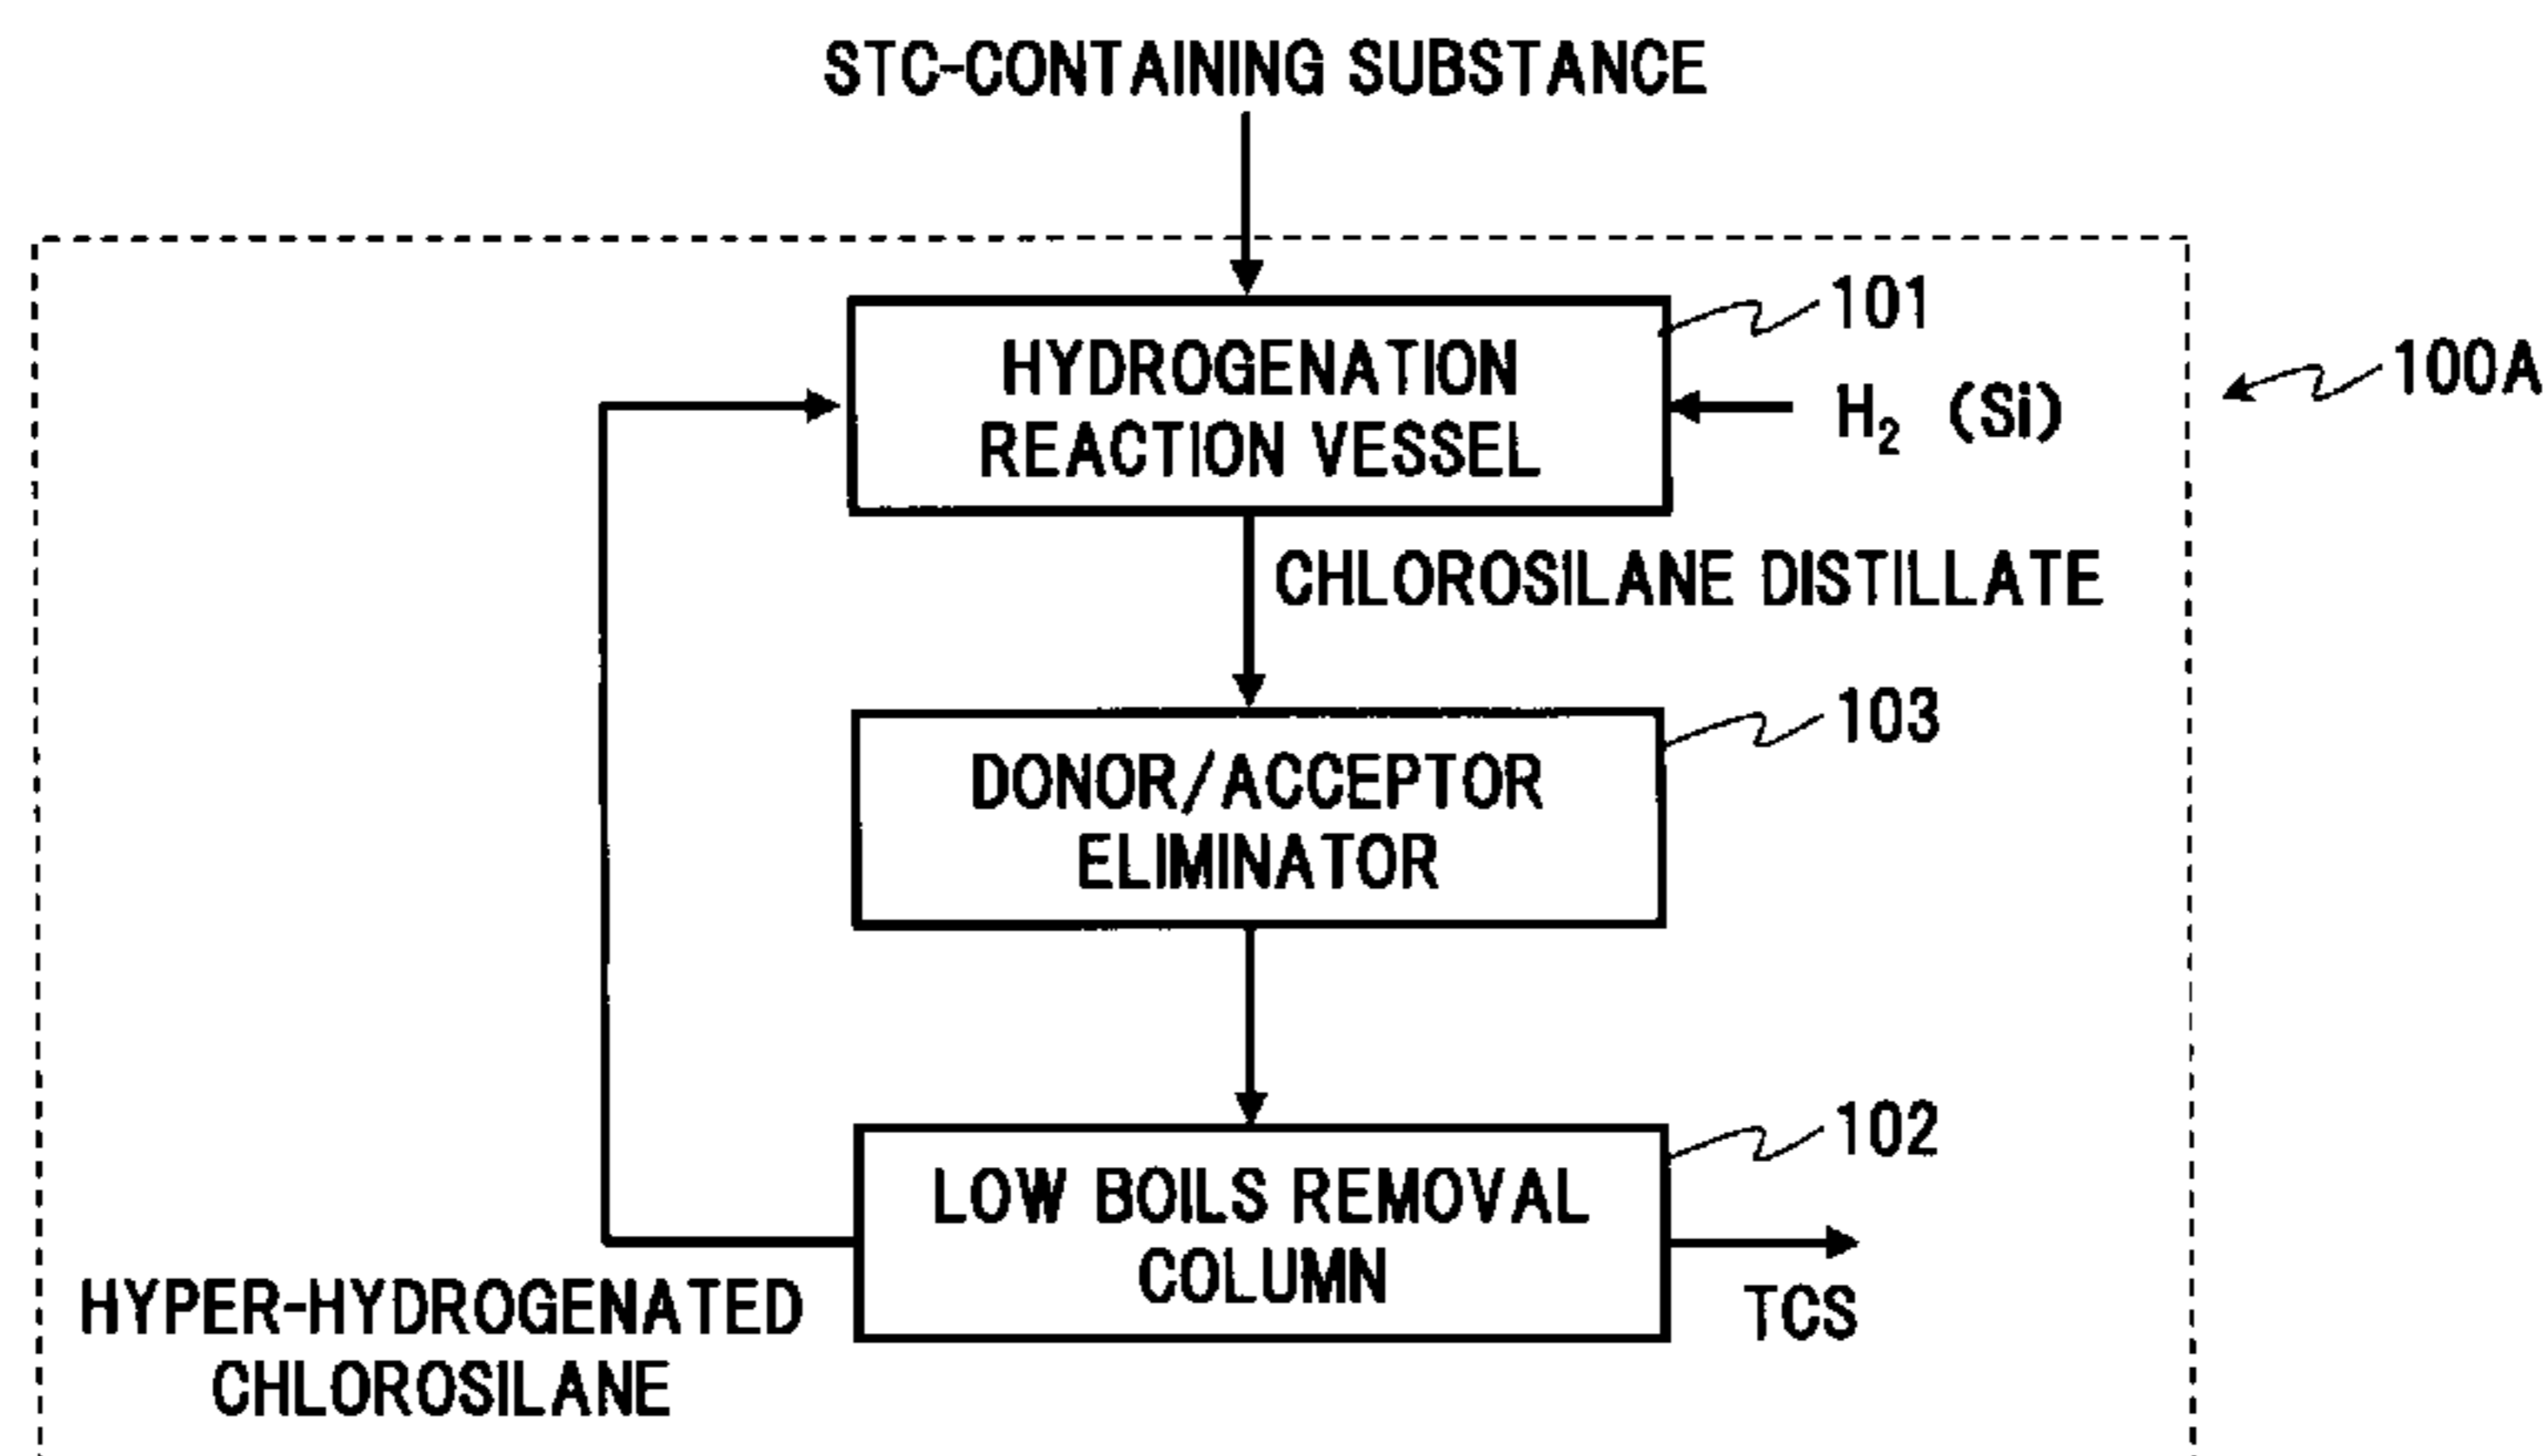 STC-CONTAINING SUBSTANCE
101
HYDROGENATION
REACTION VESSEL
H₂ (Si)
100A
CHLOROSILANE DISTILLATE
103
DONOR/ACCEPTOR
ELIMINATOR
102
LOW BOILS REMOVAL
COLUMN
TCS
HYPER-HYDROGENATED
CHLOROSILANE